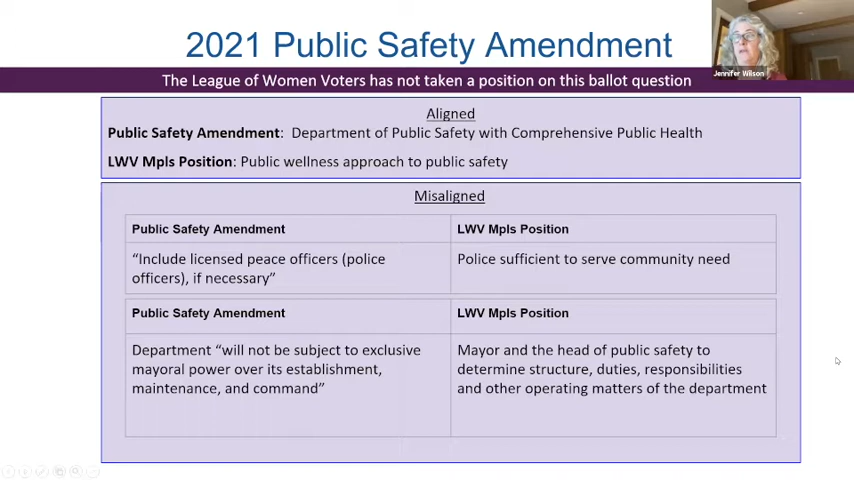 2021 Public Safety Amendment
Jennifer Wilson
The League of Women Voters has not taken a position on this ballot question
Aligned
Public Safety Amendment: Department of Public Safety with Comprehensive Public Health
LWV Mpls Position: Public wellness approach to public safety
Misaligned
Public Safety Amendment
LWV Mpls Position
“Include licensed peace officers (police
officers), if necessary”
Police sufficient to serve community need
Public Safety Amendment
LWV Mpls Position
Department “will not be subject to exclusive
mayoral power over its establishment,
maintenance, and command”
Mayor and the head of public safety to
determine structure, duties, responsibilities
and other operating matters of the department